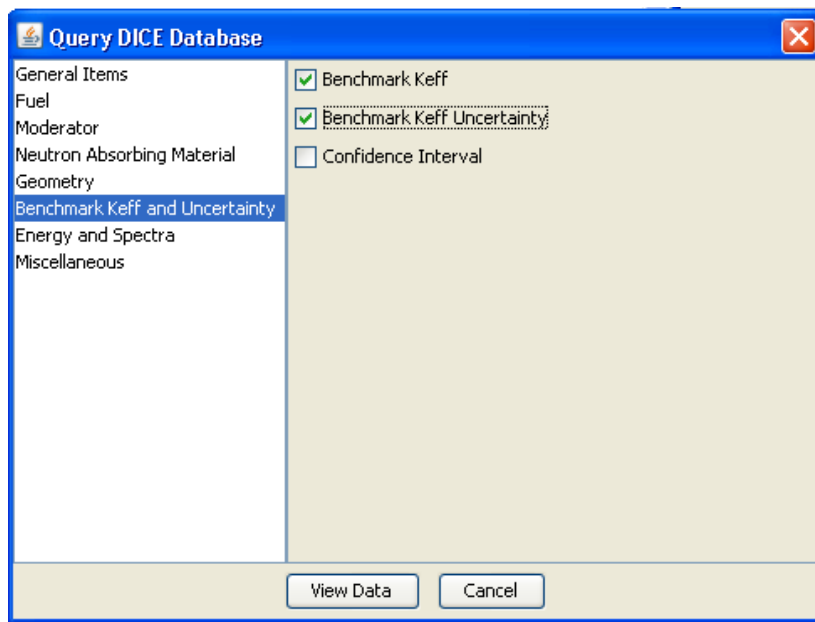 Query DICE Database
General Items
Fuel
Moderator
Neutron Absorbing Material
Geometry
Benchmark Keff and Uncertainty
Energy and Spectra
Miscellaneous
Benchmark Keff
Benchmark Keff Uncertainty
Confidence Interval
View Data
Cancel